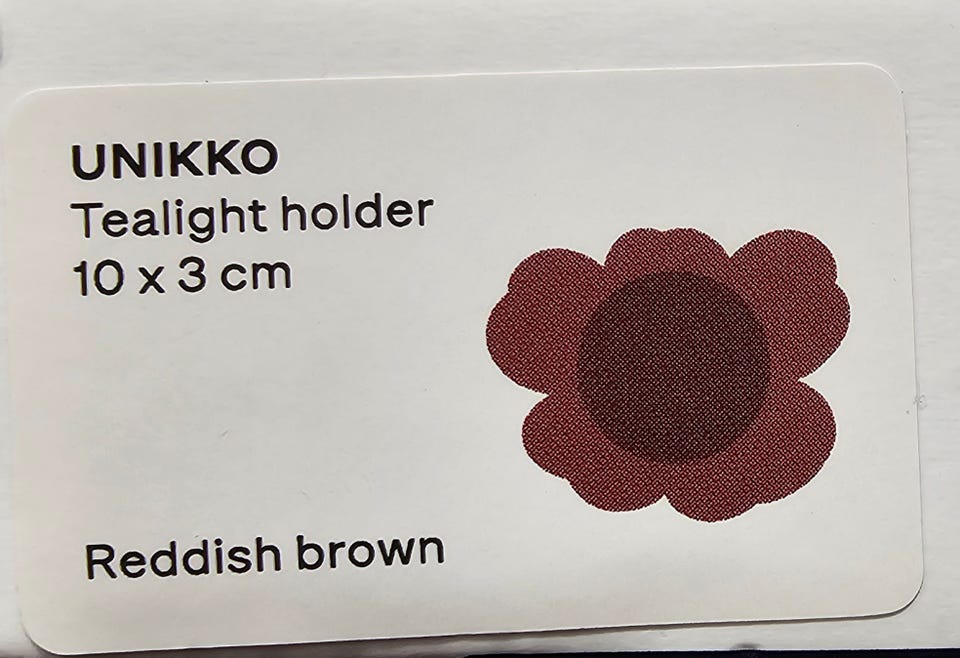 UNIKKO
Tealight holder
10 x 3 cm
Reddish brown